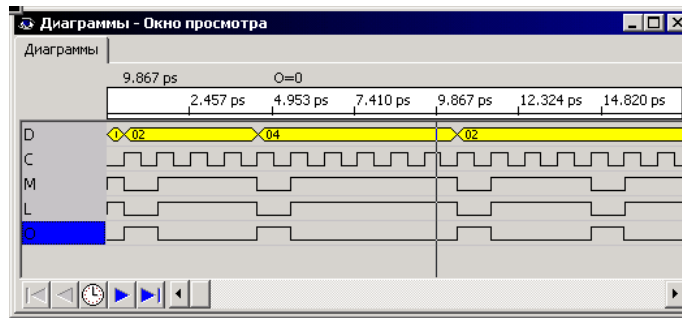 Диаграммы - Окно просмотра
Диаграммы
9.867 ps O=0
2.457 ps 4.953 ps 7.410 ps 9.867 ps 12.324 ps 14.820 ps
D 02 04 02
C
M
L
O